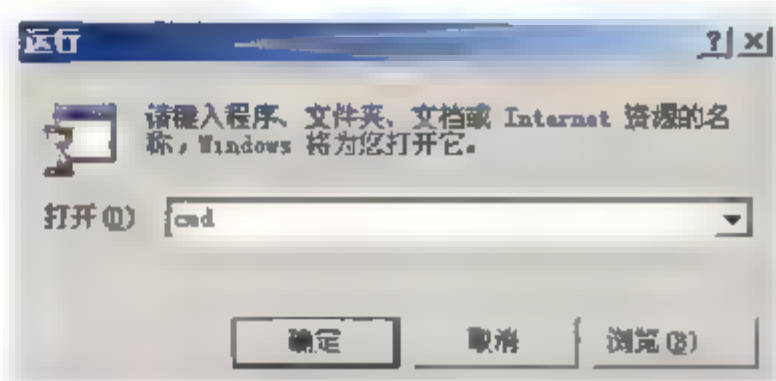 运行
请键入程序、文件夹、文档或 Internet 资源的名
称，Windows 将为您打开它。
打开(O)
cmd
确定
取消
浏览(B)